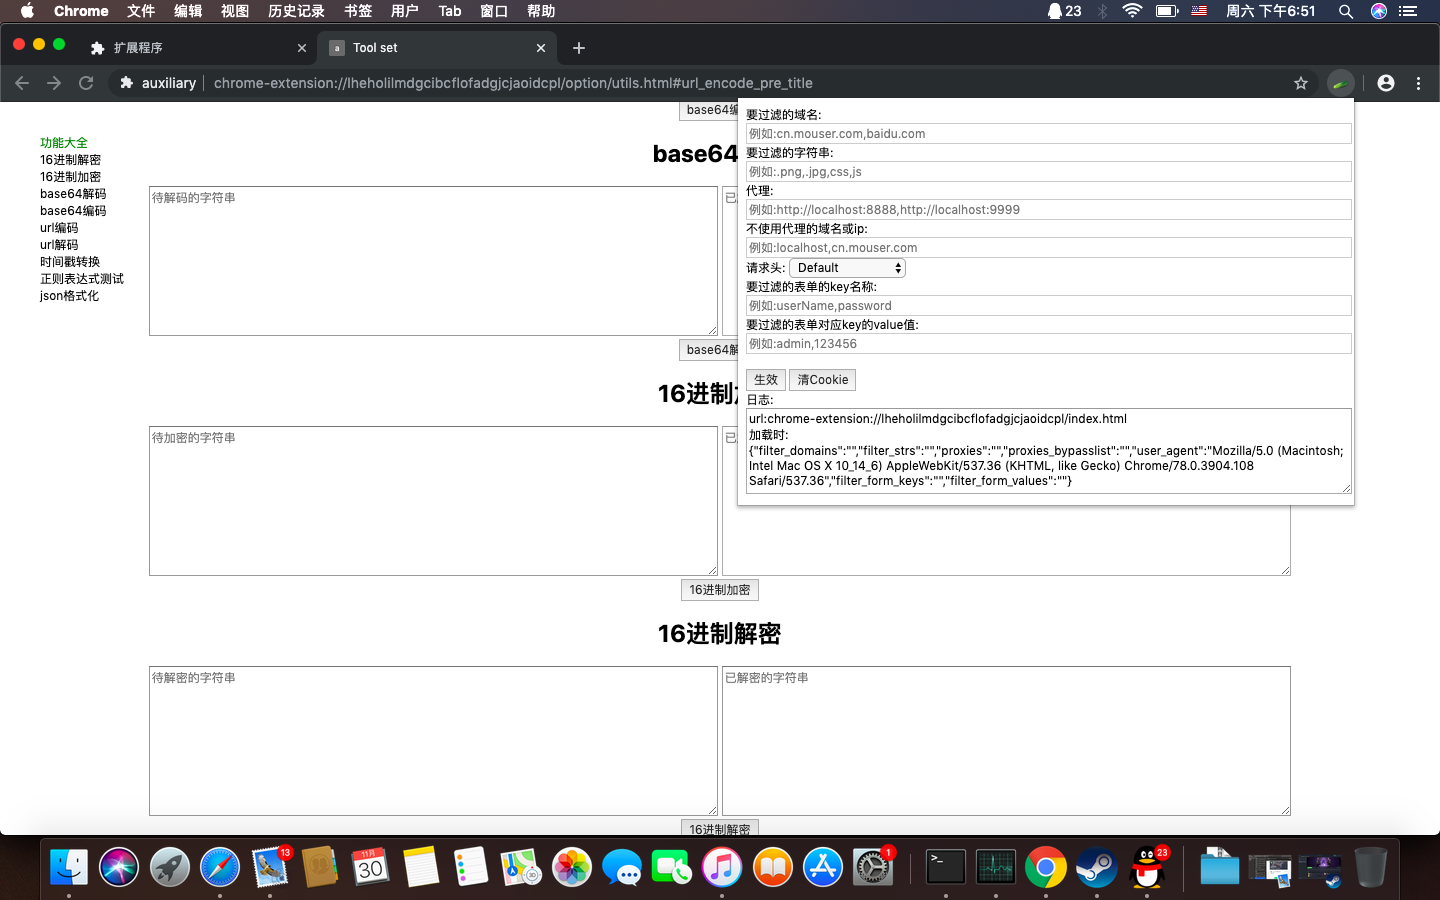 Chrome 文件 编辑 视图 历史记录 书签 用户 Tab 窗口 帮助 23 周六 下午6:51
扩展程序 a Tool set
auxiliary chrome-extension://lheholilmdgcibcflofadgjcjaoidcpl/option/utils.html#url_encode_pre_title
功能大全
16进制解密
16进制加密
base64解码
base64编码
url编码
url解码
时间戳转换
正则表达式测试
json格式化
base64编
base64
待解码的字符串
已
base64解
16进制加
待加密的字符串
已
16进制加密
16进制解密
待解密的字符串
已解密的字符串
16进制解密
要过滤的域名:
例如:cn.mouser.com,baidu.com
要过滤的字符串:
例如:.png,.jpg,css,js
代理:
例如:http://localhost:8888,http://localhost:9999
不使用代理的域名或ip:
例如:localhost,cn.mouser.com
请求头: Default
要过滤的表单的key名称:
例如:userName,password
要过滤的表单对应key的value值:
例如:admin,123456
生效 清Cookie
日志:
url:chrome-extension://lheholilmdgcibcflofadgjcjaoidcpl/index.html
加载时:
{"filter_domains":"","filter_strs":"","proxies":"","proxies_bypasslist":"","user_agent":"Mozilla/5.0 (Macintosh;
Intel Mac OS X 10_14_6) AppleWebKit/537.36 (KHTML, like Gecko) Chrome/78.0.3904.108
Safari/537.36","filter_form_keys":"","filter_form_values":""}
13
11月
30
1
23